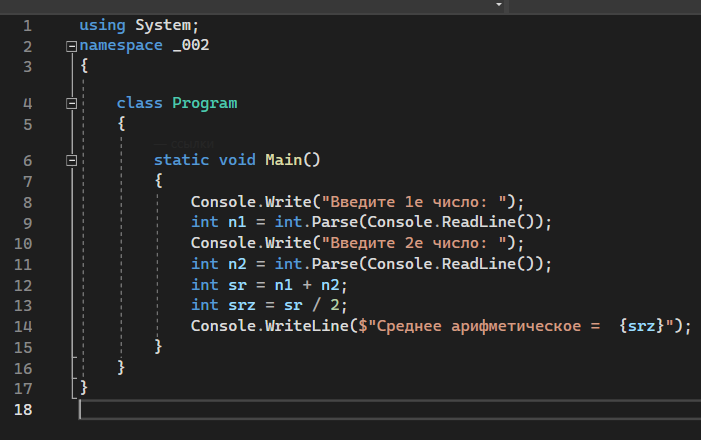 1 using System;
2 namespace _002
3 {
4 class Program
5 {
6 static void Main()
7 {
8 Console.Write("Введите 1е число: ");
9 int n1 = int.Parse(Console.ReadLine());
10 Console.Write("Введите 2е число: ");
11 int n2 = int.Parse(Console.ReadLine());
12 int sr = n1 + n2;
13 int srz = sr / 2;
14 Console.WriteLine($"Среднее арифметическое =  {srz}");
15 }
16 }
17 }
18